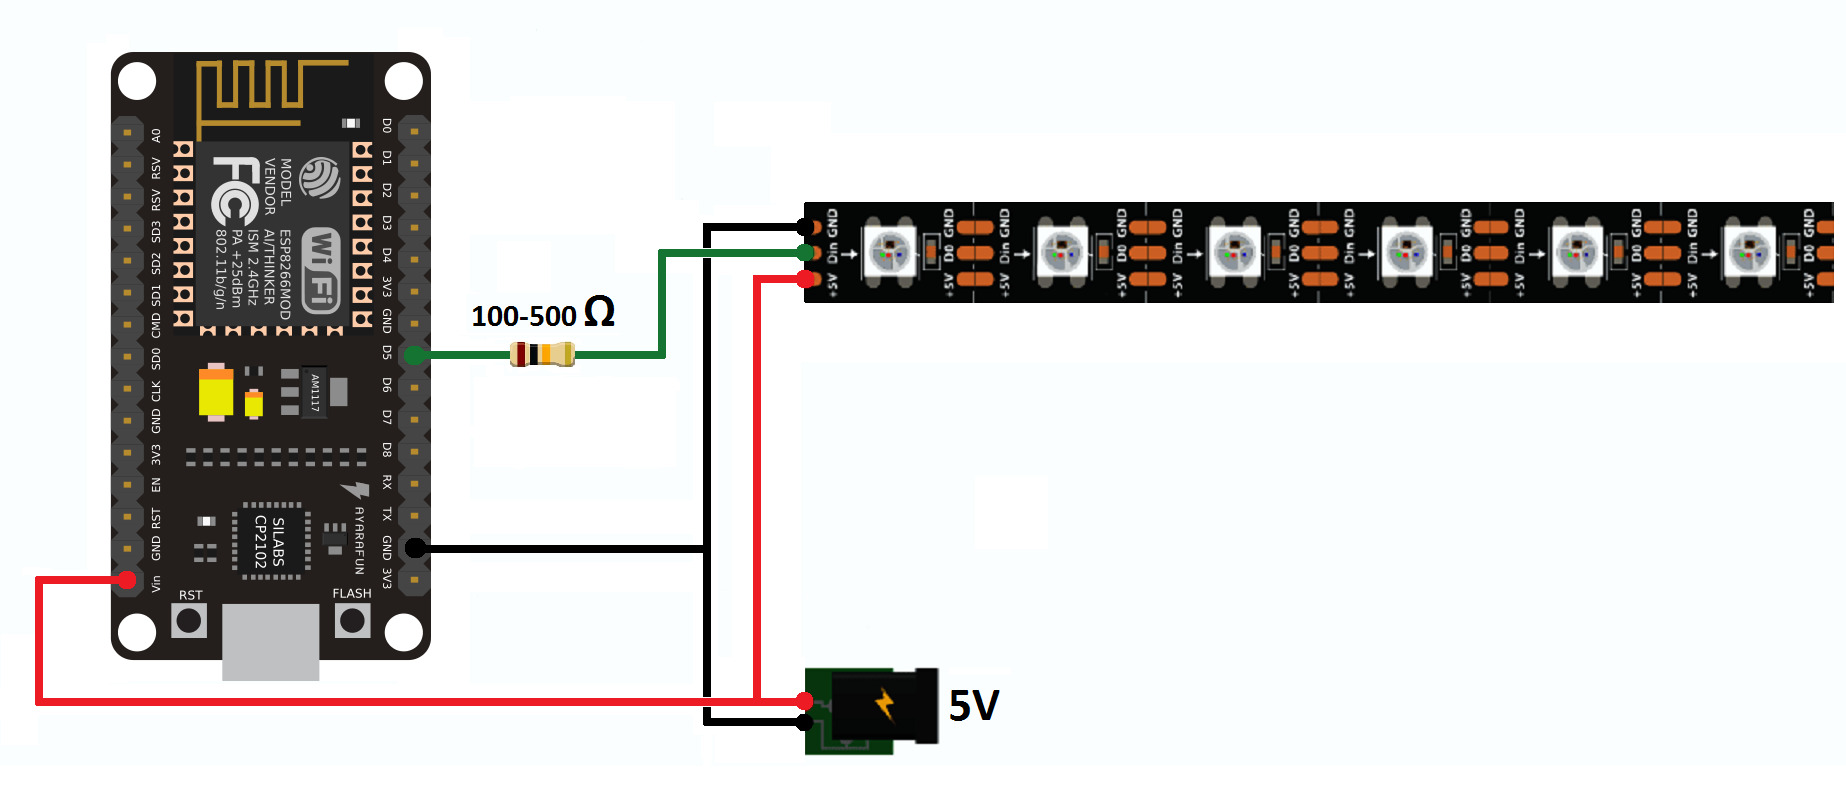 A0
RSV
RSV
SD3
SD2
SD1
CMD
SD0
CLK
GND
3V3
EN
RST
GND
Vin
D0
D1
D2
D3
D4
3V3
GND
D5
D6
D7
D8
RX
TX
GND
3V3
FC
MODEL ESP8266MOD
VENDOR AI/THINKER
ISM 2.4GHz
PA +25dBm
802.11b/g/n
WiFi
AM1117
SILABS
CP2102
AYARAFUN
RST
FLASH
100-500 Ω
GND
Din
+5V
GND
D0
+5V
GND
Din
+5V
GND
D0
+5V
GND
Din
+5V
GND
D0
+5V
GND
Din
+5V
GND
D0
+5V
GND
Din
+5V
GND
D0
+5V
GND
Din
+5V
GND
D0
+5V
5V